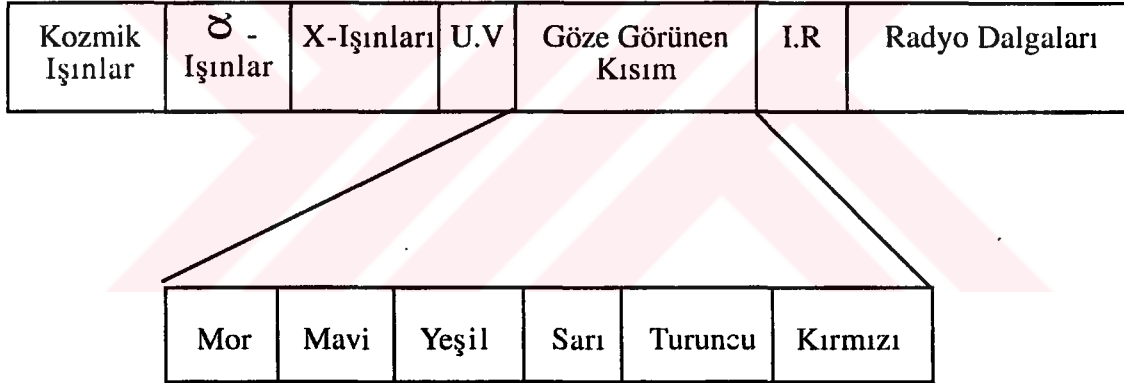 Kozmik Işınlar
α - Işınlar
X-Işınları
U.V
Göze Görünen Kısım
I.R
Radyo Dalgaları
Mor
Mavi
Yeşil
Sarı
Turuncu
Kırmızı